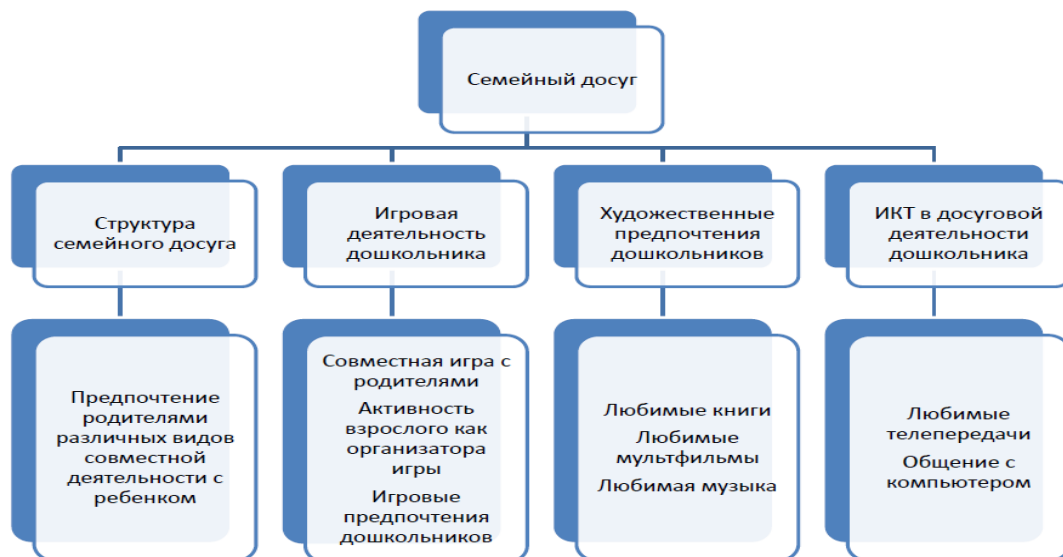 Семейный досуг
Структура
семейного досуга
Игровая
деятельность
дошкольника
Художественные
предпочтения
дошкольников
ИКТ в досуговой
деятельности
дошкольника
Предпочтение
родителями
различных видов
совместной
деятельности с
ребенком
Совместная игра с
родителями
Активность
взрослого как
организатора
игры
Игровые
предпочтения
дошкольников
Любимые книги
Любимые
мультфильмы
Любимая музыка
Любимые
телепередачи
Общение с
компьютером